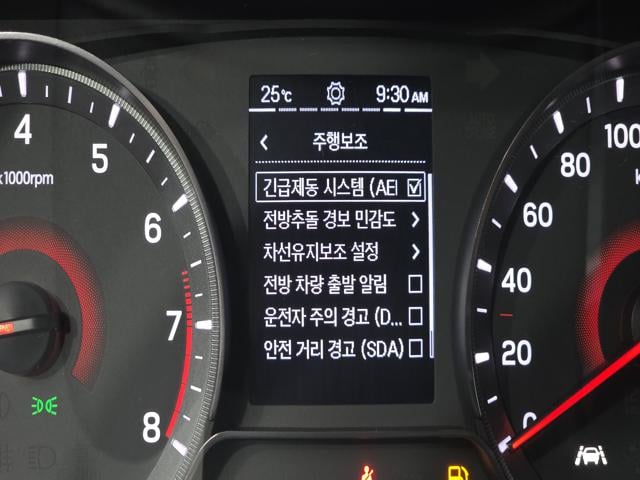 25℃ 9:30 AM
주행보조
긴급제동 시스템 (AEI
전방추돌 경보 민감도
차선유지보조 설정
전방 차량 출발 알림
운전자 주의 경고 (D...
안전 거리 경고 (SDA)
4
x1000rpm
5
6
7
8
100
80
60
40
20
0